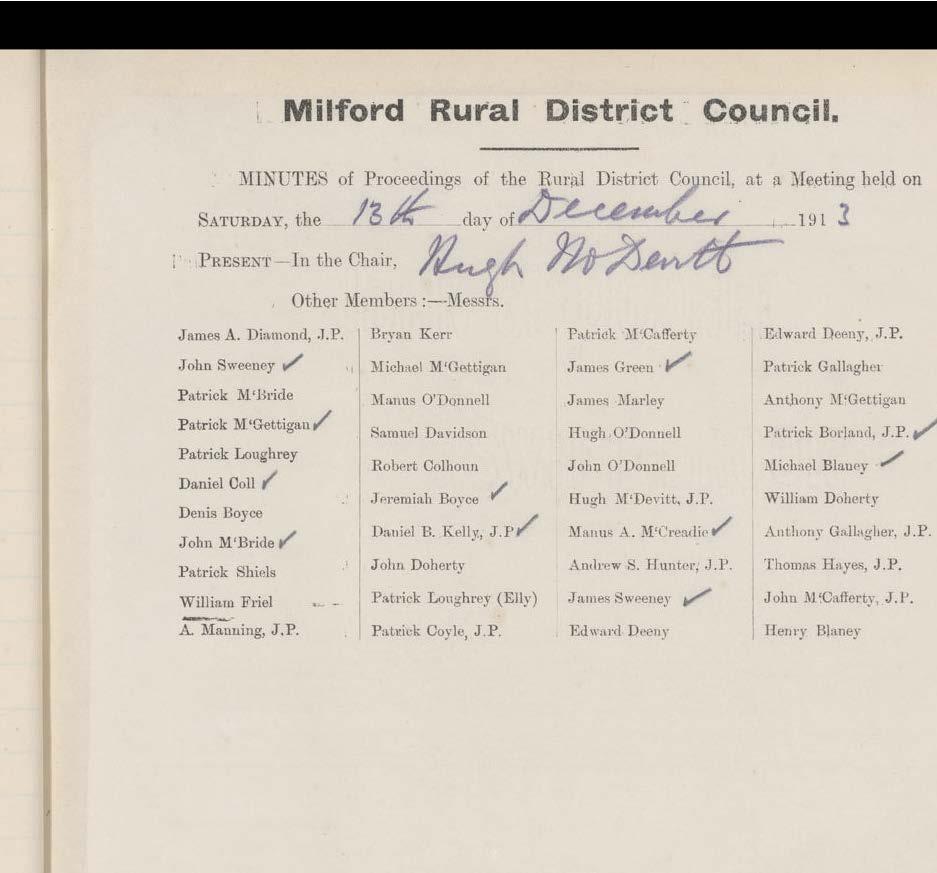 Milford Rural District Council.
MINUTES of Proceedings of the Rural District Council, at a Meeting held on
SATURDAY, the 13th day of December 1913
PRESENT—In the Chair, Hugh McDevitt
Other Members :—Messrs.
James A. Diamond, J.P.
John Sweeney ✓
Patrick M‘Bride
Patrick M‘Gettigan ✓
Patrick Loughrey
Daniel Coll ✓
Denis Boyce
John M‘Bride ✓
Patrick Shiels
William Friel
A. Manning, J.P.
Bryan Kerr
Michael M‘Gettigan
Manus O'Donnell
Samuel Davidson
Robert Colhoun
Jeremiah Boyce ✓
Daniel B. Kelly, J.P. ✓
John Doherty
Patrick Loughrey (Elly)
Patrick Coyle, J.P.
Patrick M‘Cafferty
James Green ✓
James Marley
Hugh O'Donnell
John O'Donnell
Hugh M‘Devitt, J.P.
Manus A. M‘Creadie ✓
Andrew S. Hunter, J.P.
James Sweeney ✓
Edward Deeny
Edward Deeny, J.P.
Patrick Gallagher
Anthony M‘Gettigan
Patrick Borland, J.P. ✓
Michael Blaney ✓
William Doherty
Anthony Gallagher, J.P.
Thomas Hayes, J.P.
John M‘Cafferty, J.P.
Henry Blaney